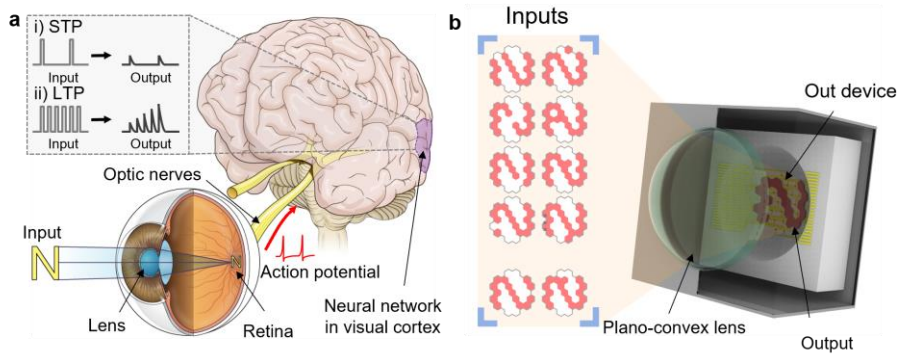 a
i) STP
Input
Output
ii) LTP
Input
Output
Optic nerves
Input
N
N
Action potential
Lens
Retina
Neural network
in visual cortex
b
Inputs
Out device
Plano-convex lens
Output